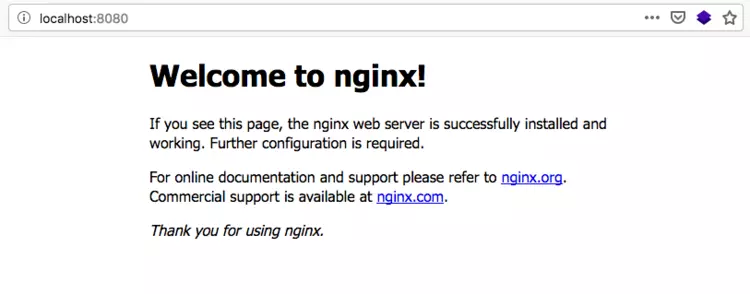 localhost:8080
Welcome to nginx!
If you see this page, the nginx web server is successfully installed and
working. Further configuration is required.
For online documentation and support please refer to nginx.org.
Commercial support is available at nginx.com.
Thank you for using nginx.